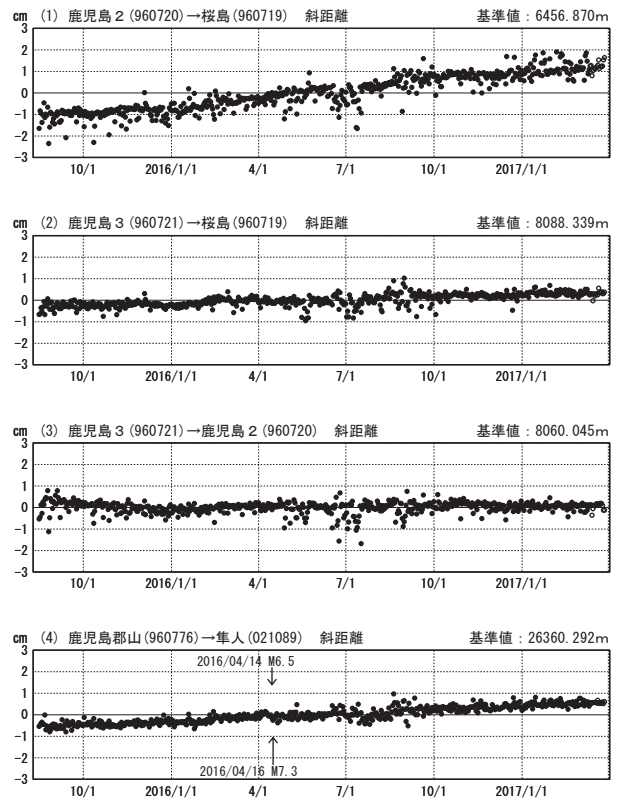 cm (1) 鹿児島２(960720)→桜島(960719) 斜距離 基準値：6456.870ｍ
3
2
1
0
−1
−2
−3
10/1 2016/1/1 4/1 7/1 10/1 2017/1/1
cm (2) 鹿児島３(960721)→桜島(960719) 斜距離 基準値：8088.339ｍ
3
2
1
0
−1
−2
−3
10/1 2016/1/1 4/1 7/1 10/1 2017/1/1
cm (3) 鹿児島３(960721)→鹿児島２(960720) 斜距離 基準値：8060.045ｍ
3
2
1
0
−1
−2
−3
10/1 2016/1/1 4/1 7/1 10/1 2017/1/1
cm (4) 鹿児島郡山(960776)→隼人(021089) 斜距離 基準値：26360.292ｍ
3
2016/04/14 M6.5
2
1
0
−1
−2
2016/04/16 M7.3
−3
10/1 2016/1/1 4/1 7/1 10/1 2017/1/1